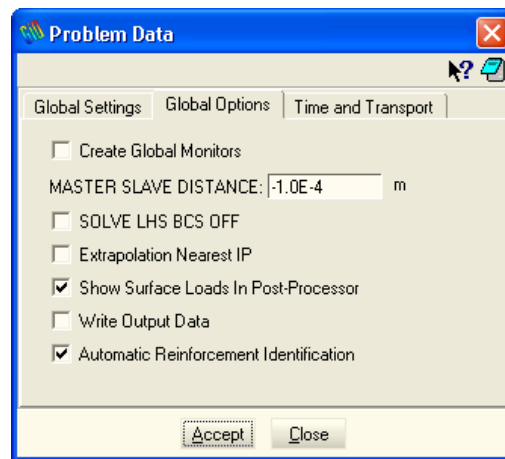 Problem Data
?
Global Settings Global Options Time and Transport
Create Global Monitors
MASTER SLAVE DISTANCE: -1.0E-4 m
SOLVE LHS BCS OFF
Extrapolation Nearest IP
Show Surface Loads In Post-Processor
Write Output Data
Automatic Reinforcement Identification
Accept Close